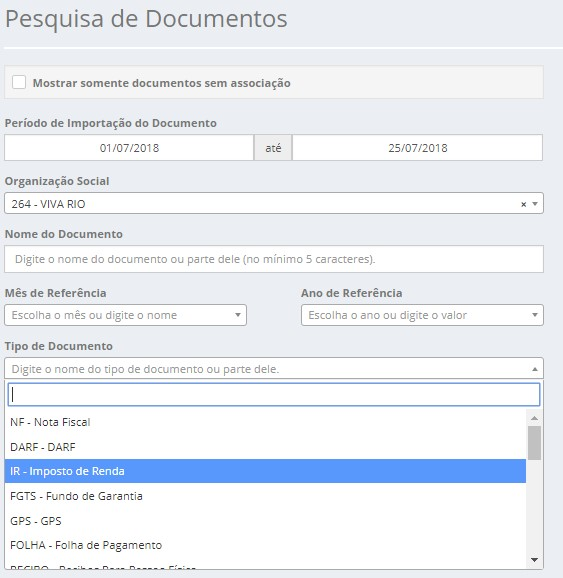 Pesquisa de Documentos
Mostrar somente documentos sem associação
Período de Importação do Documento
01/07/2018 até 25/07/2018
Organização Social
264 - VIVA RIO × 
Nome do Documento
Digite o nome do documento ou parte dele (no mínimo 5 caracteres).
Mês de Referência Ano de Referência
Escolha o mês ou digite o nome Escolha o ano ou digite o valor
Tipo de Documento
Digite o nome do tipo de documento ou parte dele.
NF - Nota Fiscal
DARF - DARF
IR - Imposto de Renda
FGTS - Fundo de Garantia
GPS - GPS
FOLHA - Folha de Pagamento
RECIBO - Recibos Para Pessoa Física